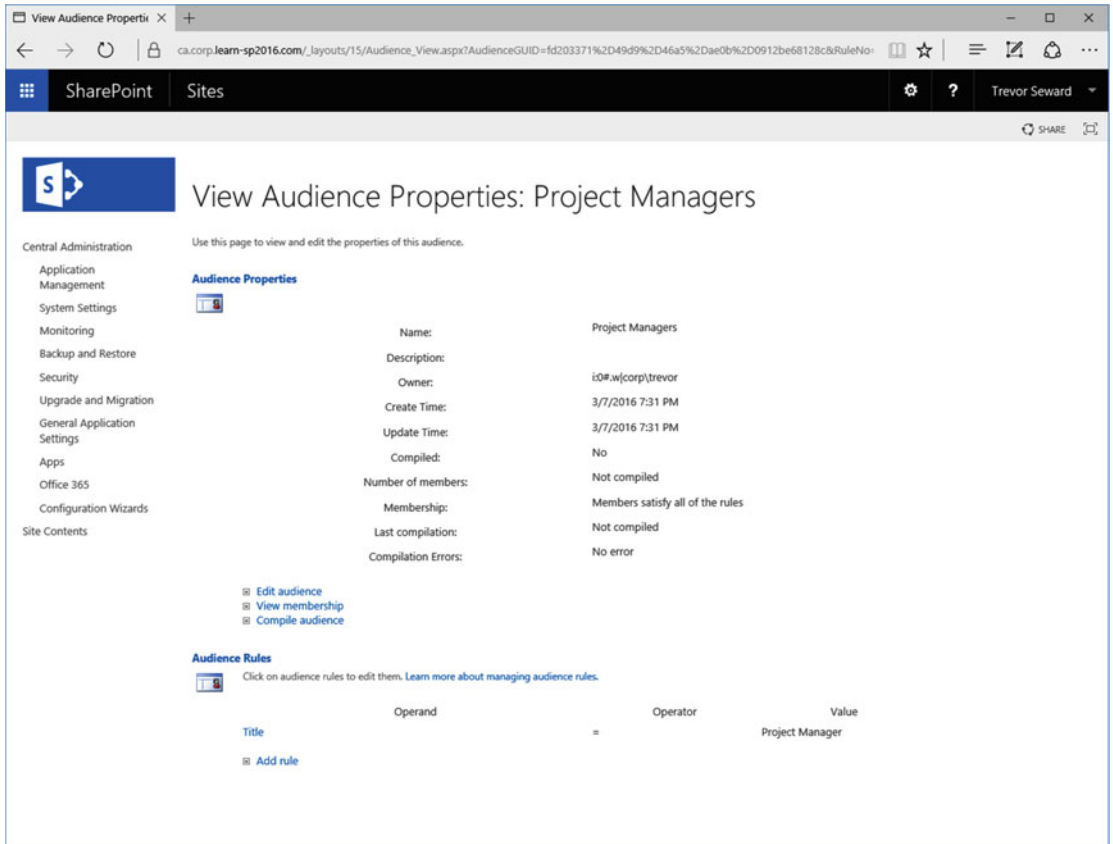 View Audience Propertie
ca.corp.learn-sp2016.com/_layouts/15/Audience_View.aspx?AudienceGUID=fd203371%2D49d9%2D46a5%2Dae0b%2D0912be68128c&RuleNo=
SharePoint Sites ? Trevor Seward
SHARE
S
View Audience Properties: Project Managers
Use this page to view and edit the properties of this audience.
Central Administration
Application
Management
System Settings
Monitoring
Backup and Restore
Security
Upgrade and Migration
General Application
Settings
Apps
Office 365
Configuration Wizards
Site Contents
Audience Properties
Name: Project Managers
Description:
Owner: i:0#.w|corp\trevor
Create Time: 3/7/2016 7:31 PM
Update Time: 3/7/2016 7:31 PM
Compiled: No
Number of members: Not compiled
Membership: Members satisfy all of the rules
Last compilation: Not compiled
Compilation Errors: No error
Edit audience
View membership
Compile audience
Audience Rules
Click on audience rules to edit them. Learn more about managing audience rules.
Operand Operator Value
Title = Project Manager
Add rule